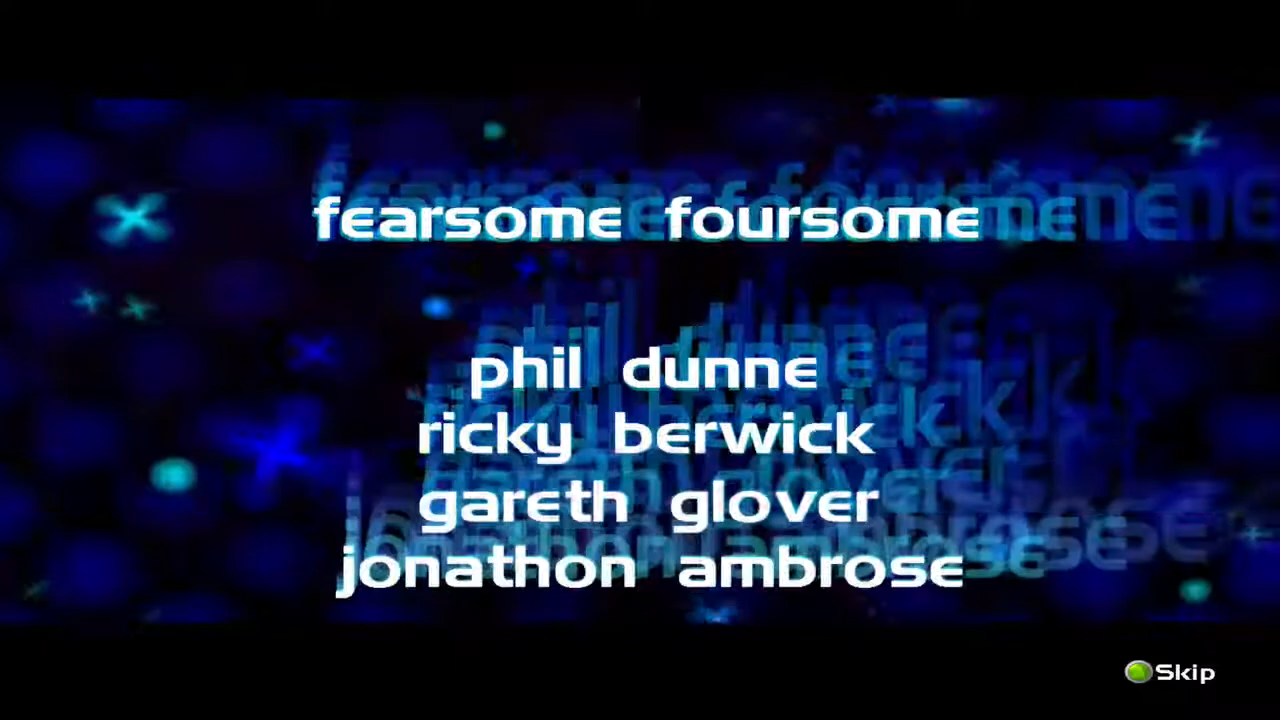 fearsome foursome
phil dunne
ricky berwick
gareth glover
jonathon ambrose
Skip